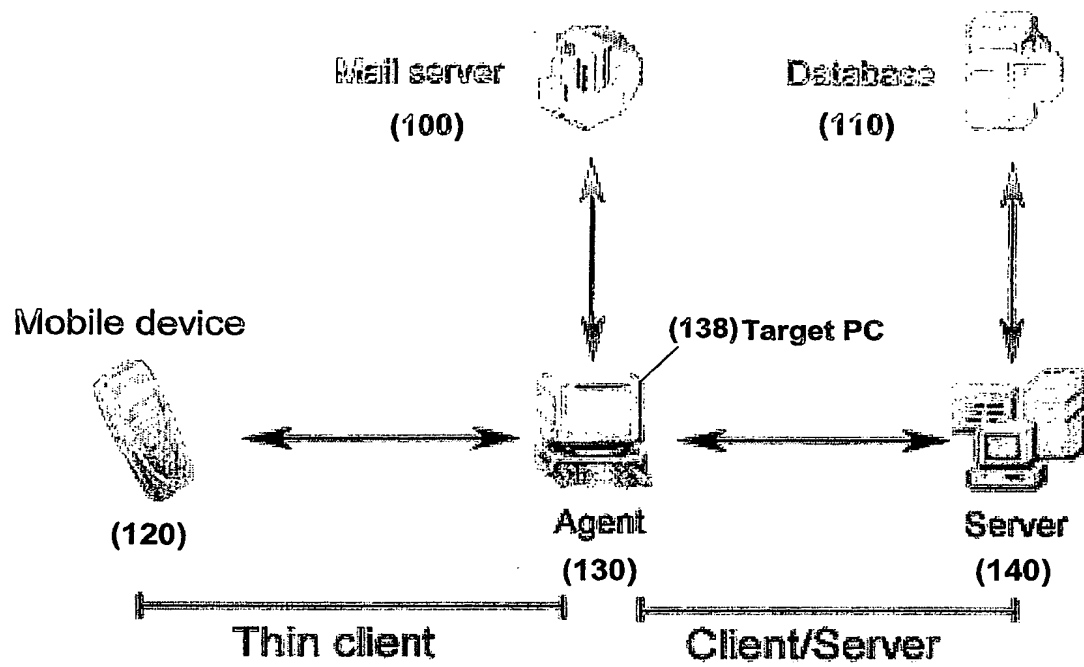 Mail server
(100)
Database
(110)
Mobile device
(120)
(138) Target PC
Agent
(130)
Server
(140)
Thin client
Client/Server